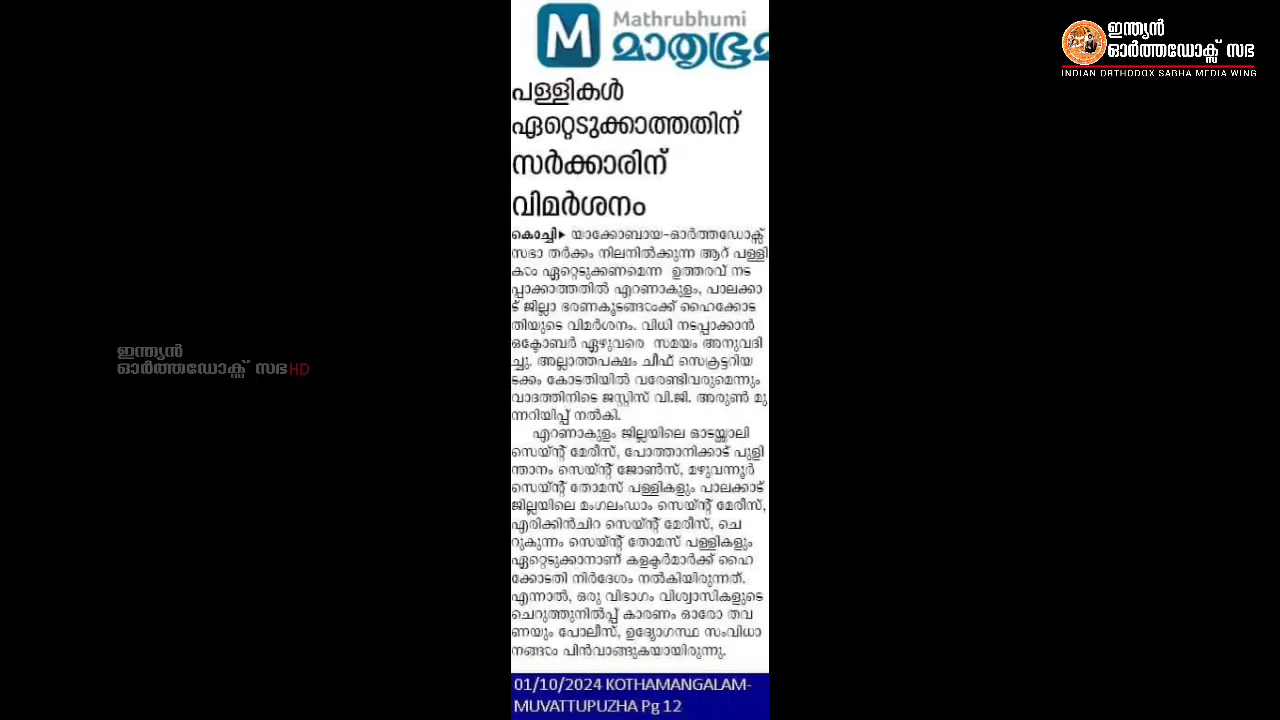 Mathrubhumi
ഇന്ത്യൻ
ഓർത്തഡോക്സ് സഭ
INDIAN ORTHODOX SABHA MEDIA WING
പള്ളികൾ
ഏറ്റെടുക്കാത്തതിന്
സർക്കാരിന്
വിമർശനം
കൊച്ചി▶ യാക്കോബായ-ഓർത്തഡോക്സ്
സഭാ തർക്കം നിലനിൽക്കുന്ന ആറ് പള്ളി
കൾ ഏറ്റെടുക്കണമെന്ന ഉത്തരവ് നട
പ്പാക്കാത്തതിൽ എറണാകുളം, പാലക്കാ
ട് ജില്ലാ ഭരണകൂടങ്ങൾക്ക് ഹൈക്കോട
തിയുടെ വിമർശനം. വിധി നടപ്പാക്കാൻ
ഒക്ടോബർ ഏഴുവരെ സമയം അനുവദി
ച്ചു. അല്ലാത്തപക്ഷം ചീഫ് സെക്രട്ടറിയ
ടക്കം കോടതിയിൽ വരേണ്ടിവരുമെന്നും
വാദത്തിനിടെ ജസ്റ്റിസ് വി.ജി. അരുൺ മു
ന്നറിയിപ്പ് നൽകി.
എറണാകുളം ജില്ലയിലെ ഓടയ്ക്കാലി
സെയ്ന്റ് മേരീസ്, പോത്താനിക്കാട് പുളി
ന്താനം സെയ്ന്റ് ജോൺസ്, മഴുവന്നൂർ
സെയ്ന്റ് തോമസ് പള്ളികളും പാലക്കാട്
ജില്ലയിലെ മംഗലംഡാം സെയ്ന്റ് മേരീസ്,
എരിക്കിൻചിറ സെയ്ന്റ് മേരീസ്, ചെ
റുകുന്നം സെയ്ന്റ് തോമസ് പള്ളികളും
ഏറ്റെടുക്കാനാണ് കളക്ടർമാർക്ക് ഹൈ
ക്കോടതി നിർദേശം നൽകിയിരുന്നത്.
എന്നാൽ, ഒരു വിഭാഗം വിശ്വാസികളുടെ
ചെറുത്തുനിൽപ്പ് കാരണം ഓരോ തവ
ണയും പോലീസ്, ഉദ്യോഗസ്ഥ സംവിധാ
നങ്ങൾ പിൻവാങ്ങുകയായിരുന്നു.
01/10/2024 KOTHAMANGALAM-
MUVATTUPUZHA Pg 12
ഇന്ത്യൻ
ഓർത്തഡോക്സ് സഭHD